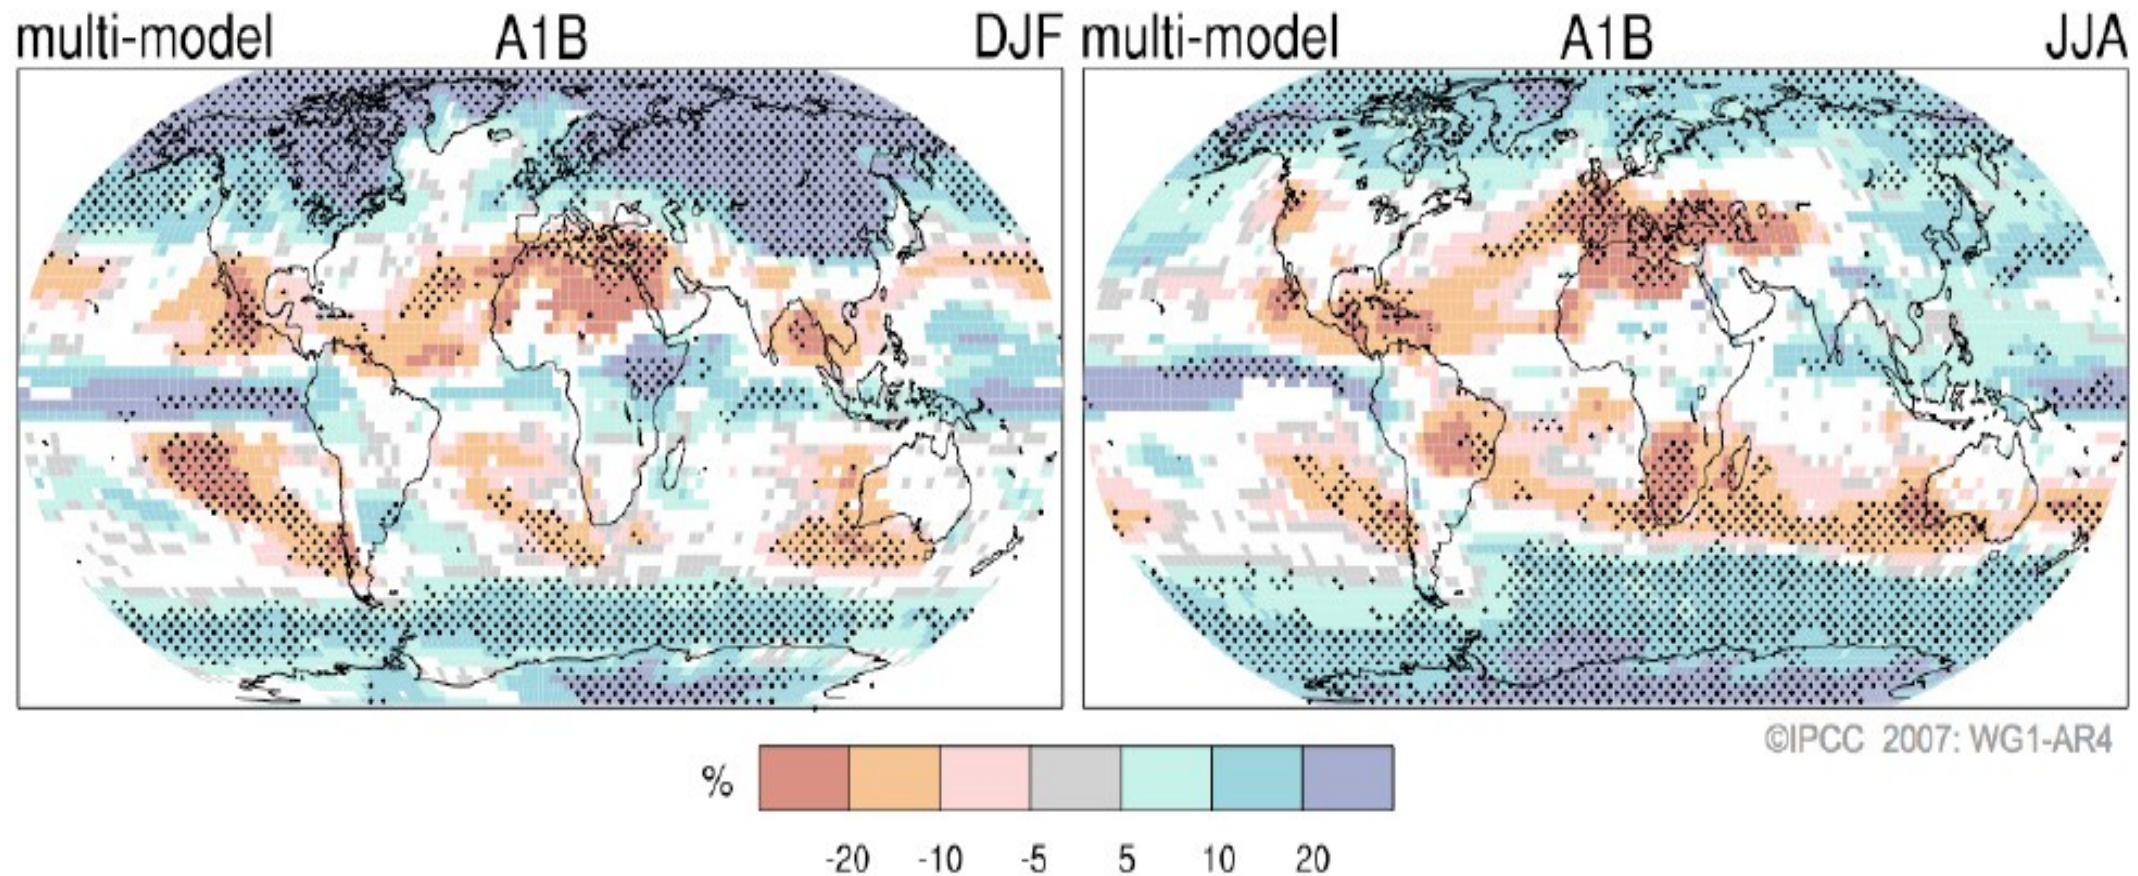 multi-model A1B DJF
multi-model A1B JJA
©IPCC 2007: WG1-AR4
%
-20 -10 -5 5 10 20